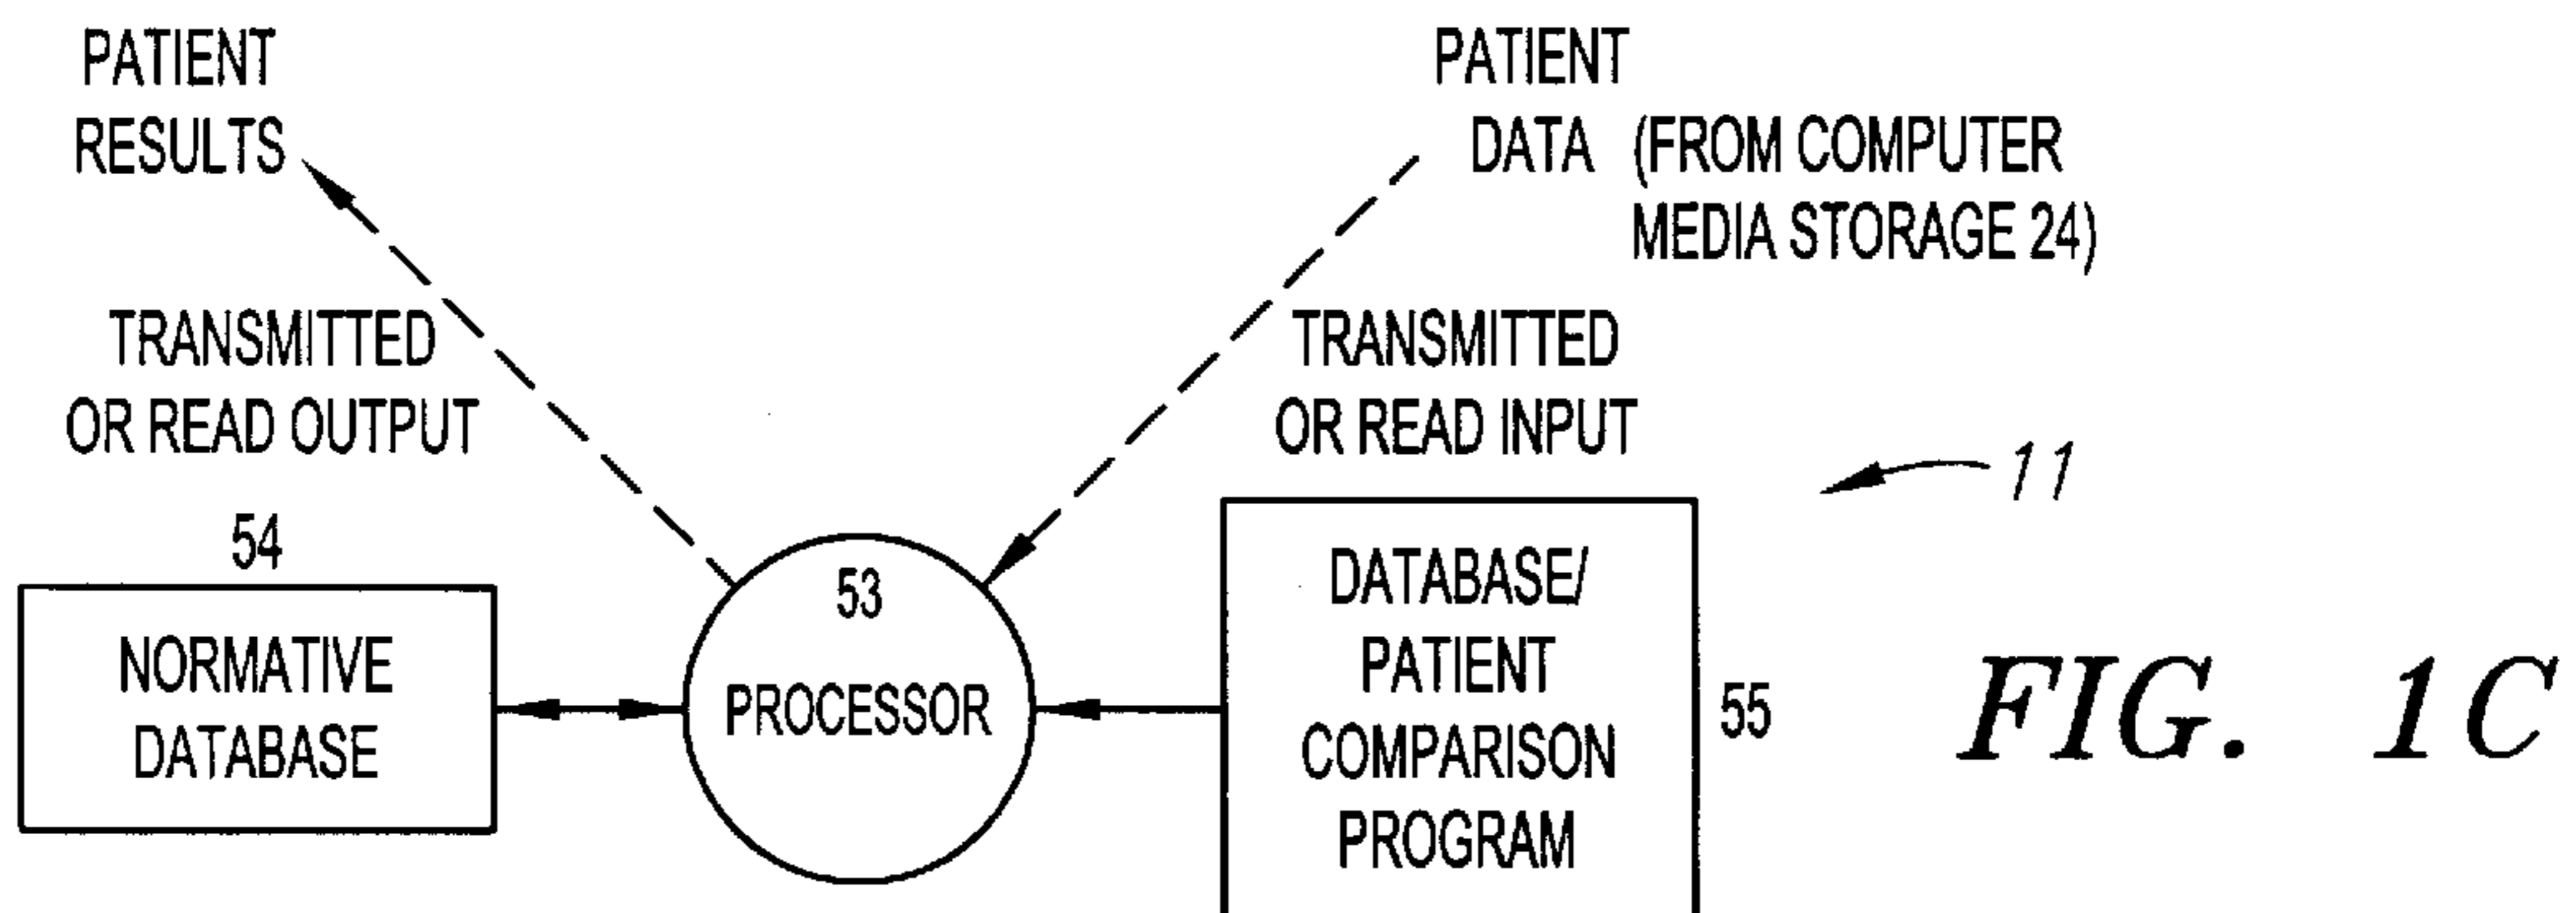 PATIENT
RESULTS
PATIENT
DATA (FROM COMPUTER
MEDIA STORAGE 24)
TRANSMITTED
OR READ OUTPUT
TRANSMITTED
OR READ INPUT
11
54
NORMATIVE
DATABASE
53
PROCESSOR
DATABASE/
PATIENT
COMPARISON
PROGRAM
55
FIG. 1C